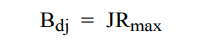 B_dj = JR_max